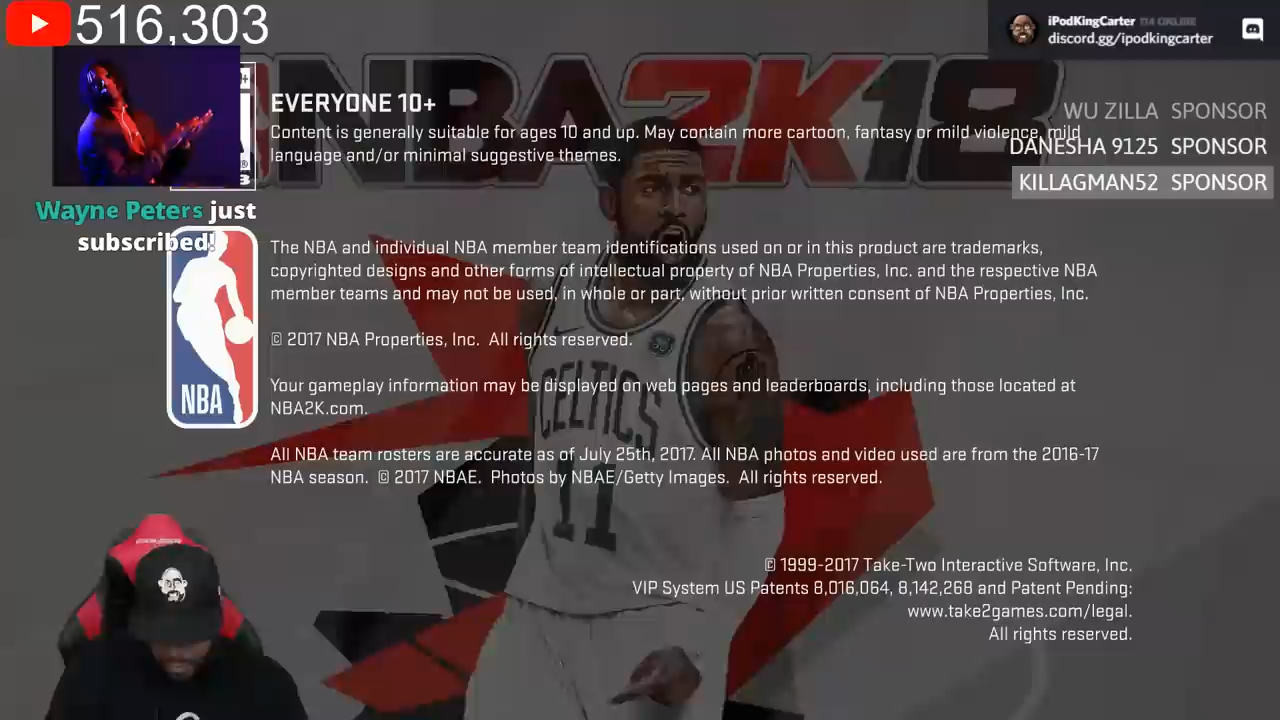 516,303
iPodKingCarter 114 ONLINE
discord.gg/ipodkingcarter
NBA2K18
WU ZILLA SPONSOR
DANESHA 9125 SPONSOR
KILLAGMAN52 SPONSOR
EVERYONE 10+
Content is generally suitable for ages 10 and up. May contain more cartoon, fantasy or mild violence, mild
language and/or minimal suggestive themes.
Wayne Peters just
subscribed!
The NBA and individual NBA member team identifications used on or in this product are trademarks,
copyrighted designs and other forms of intellectual property of NBA Properties, Inc. and the respective NBA
member teams and may not be used, in whole or part, without prior written consent of NBA Properties, Inc.
© 2017 NBA Properties, Inc. All rights reserved.
NBA
Your gameplay information may be displayed on web pages and leaderboards, including those located at
NBA2K.com.
CELTICS
11
All NBA team rosters are accurate as of July 25th, 2017. All NBA photos and video used are from the 2016-17
NBA season. © 2017 NBAE. Photos by NBAE/Getty Images. All rights reserved.
© 1999-2017 Take-Two Interactive Software, Inc.
VIP System US Patents 8,016,064, 8,142,268 and Patent Pending:
www.take2games.com/legal.
All rights reserved.